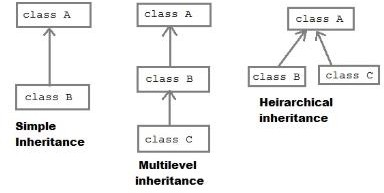 class A
class B
Simple
Inheritance
class A
class B
class C
Multilevel
inheritance
class A
class B
class C
Heirarchical
inheritance